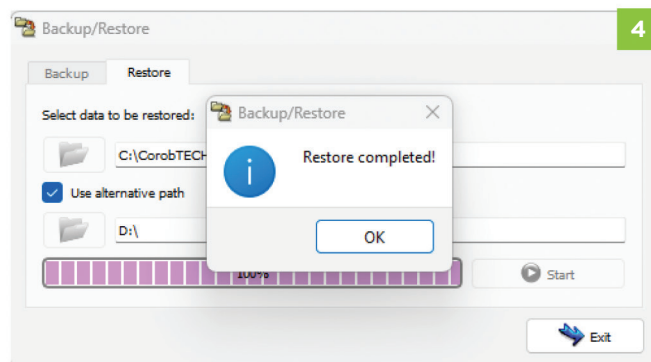 Backup/Restore
4
Backup
Restore
Select data to be restored:
Backup/Restore
Restore completed!
C:\CorobTECH
Use alternative path
OK
D:\
100%
Start
Exit